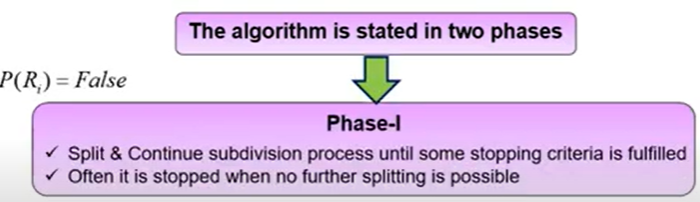 The algorithm is stated in two phases
P(Rᵢ) = False
Phase-I
✓ Split & Continue subdivision process until some stopping criteria is fulfilled
✓ Often it is stopped when no further splitting is possible